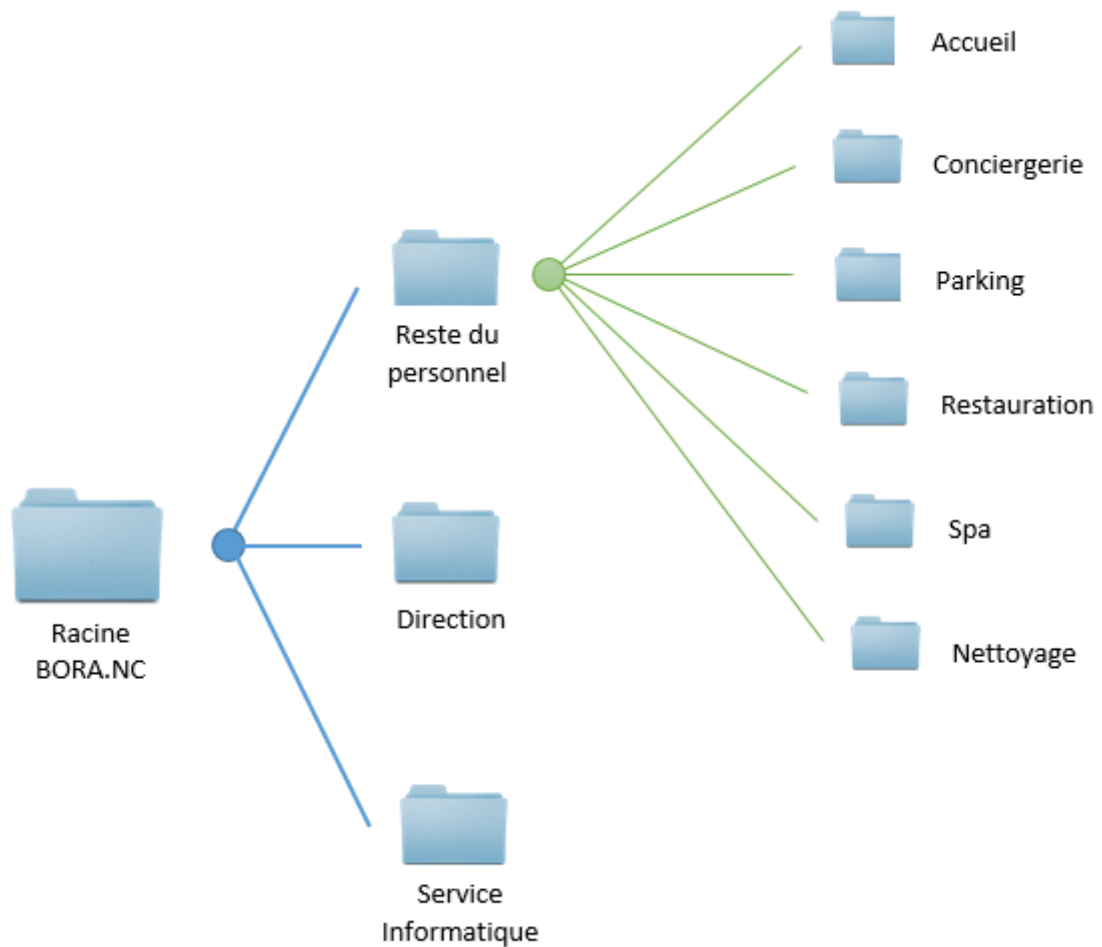 Accueil
Conciergerie
Parking
Reste du
personnel
Restauration
Spa
Direction
Racine
BORA.NC
Nettoyage
Service
Informatique